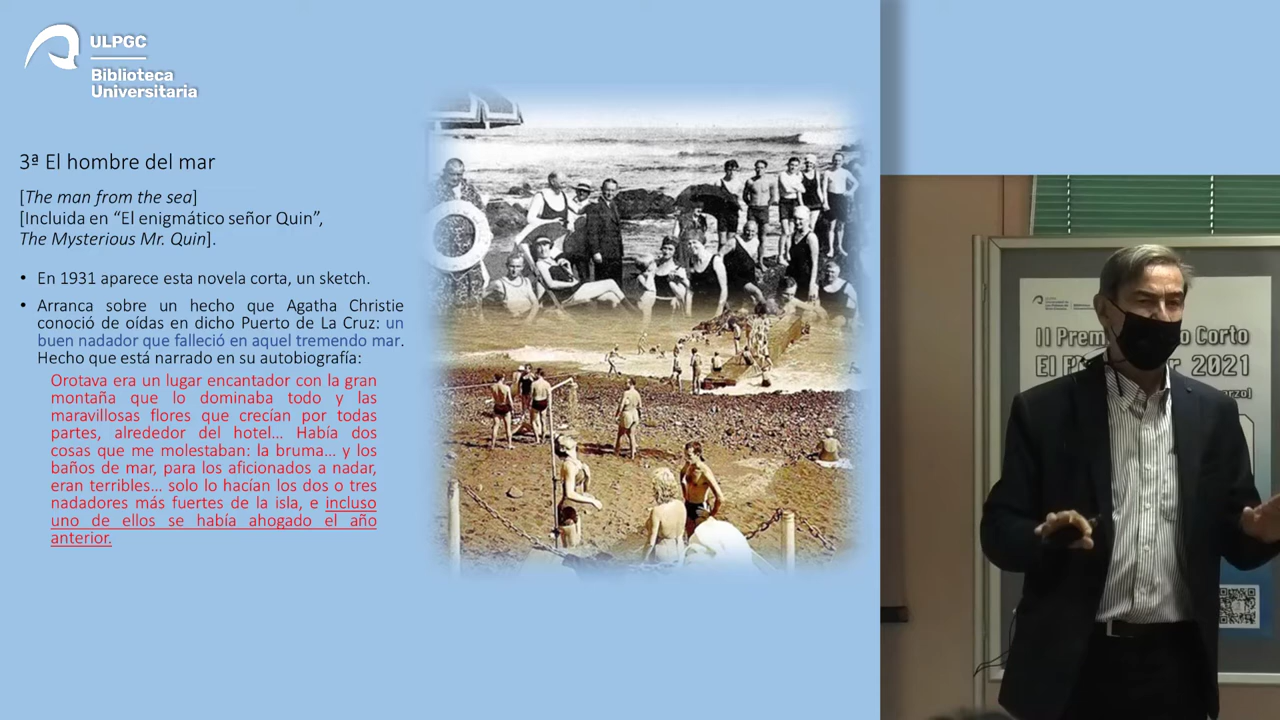 ULPGC
Biblioteca
Universitaria
3ª El hombre del mar
[The man from the sea]
[Incluida en “El enigmático señor Quin”,
The Mysterious Mr. Quin].
• En 1931 aparece esta novela corta, un sketch.
• Arranca sobre un hecho que Agatha Christie
conoció de oídas en dicho Puerto de La Cruz: un
buen nadador que falleció en aquel tremendo mar.
Hecho que está narrado en su autobiografía:
Orotava era un lugar encantador con la gran
montaña que lo dominaba todo y las
maravillosas flores que crecían por todas
partes, alrededor del hotel... Había dos
cosas que me molestaban: la bruma... y los
baños de mar, para los aficionados a nadar,
eran terribles... solo lo hacían los dos o tres
nadadores más fuertes de la isla, e incluso
uno de ellos se había ahogado el año
anterior.
II Prem Corto
El 2021